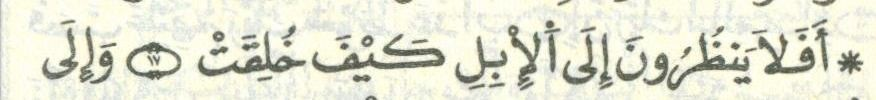 * أَفَلَا يَنظُرُونَ إِلَى ٱلْإِبِلِ كَيْفَ خُلِقَتْ ١٧ وَإِلَى